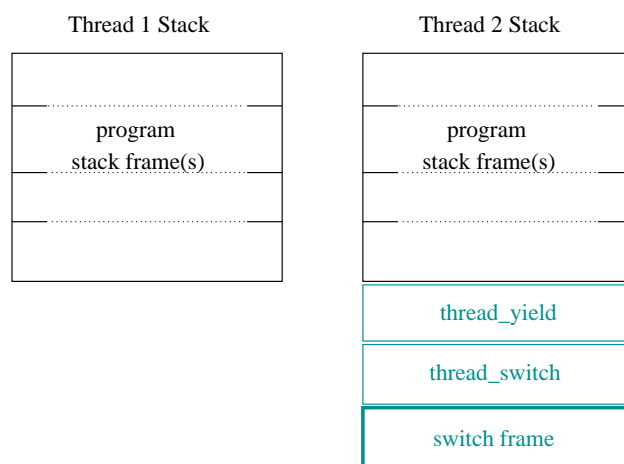 Thread 1 Stack
Thread 2 Stack
program
stack frame(s)
program
stack frame(s)
thread_yield
thread_switch
switch frame